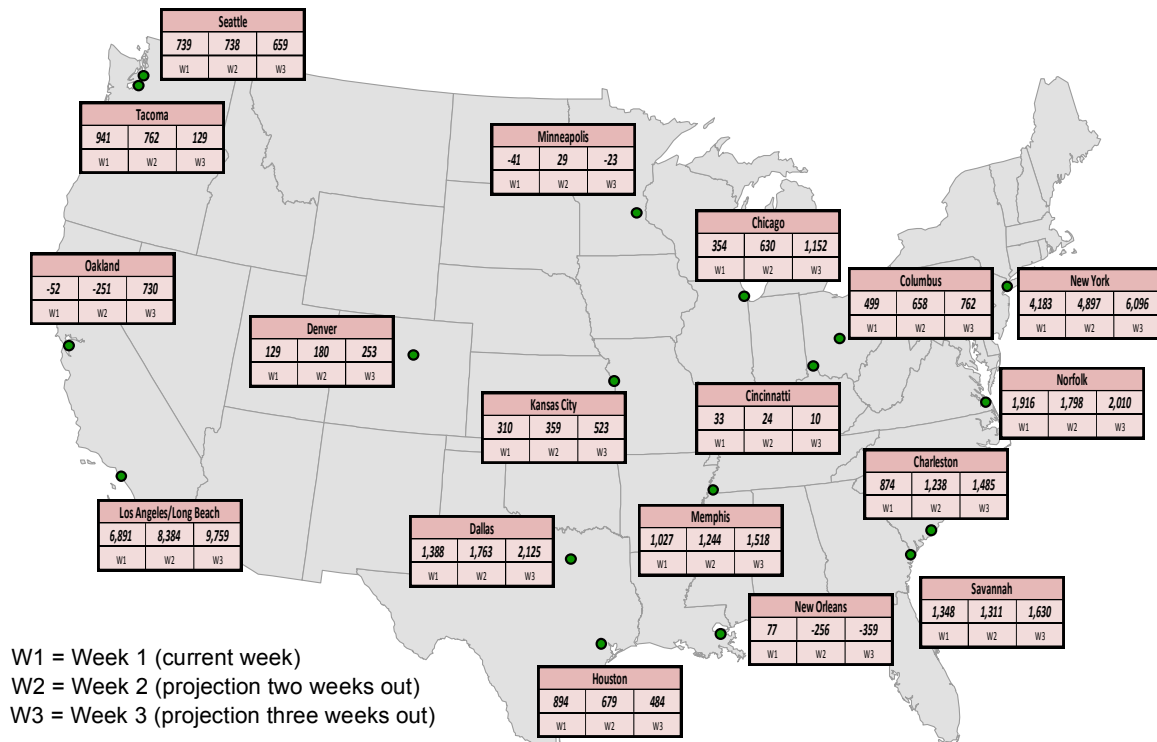 Seattle
739 738 659
W1 W2 W3
Tacoma
941 762 129
W1 W2 W3
Minneapolis
-41 29 -23
W1 W2 W3
Chicago
354 630 1,152
W1 W2 W3
Oakland
-52 -251 730
W1 W2 W3
Columbus
499 658 762
W1 W2 W3
New York
4,183 4,897 6,096
W1 W2 W3
Denver
129 180 253
W1 W2 W3
Norfolk
1,916 1,798 2,010
W1 W2 W3
Kansas City
310 359 523
W1 W2 W3
Cincinnatti
33 24 10
W1 W2 W3
Charleston
874 1,238 1,485
W1 W2 W3
Los Angeles/Long Beach
6,891 8,384 9,759
W1 W2 W3
Dallas
1,388 1,763 2,125
W1 W2 W3
Memphis
1,027 1,244 1,518
W1 W2 W3
Savannah
1,348 1,311 1,630
W1 W2 W3
New Orleans
77 -256 -359
W1 W2 W3
Houston
894 679 484
W1 W2 W3
W1 = Week 1 (current week)
W2 = Week 2 (projection two weeks out)
W3 = Week 3 (projection three weeks out)